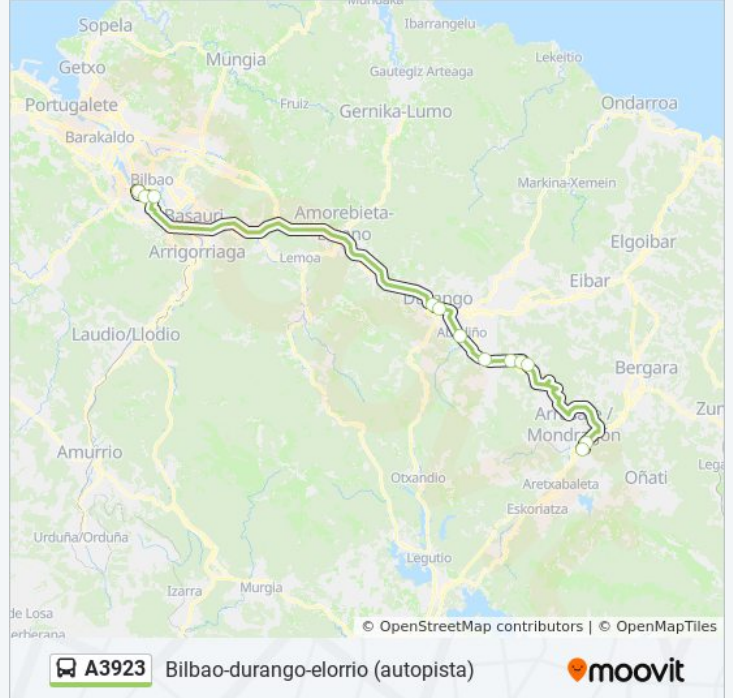 Mundaka
Sopela
Ibarrangelu
Mungia
Lekeitio
Getxo
Gautegiz Arteaga
Portugalete
Fruiz
Gernika-Lumo
Ondarroa
Barakaldo
Bilbao
Markina-Xemein
Basauri
Amorebieta-
Arrigorriaga
Lemoa
Elgoibar
Eibar
Durango
Laudio/Llodio
Bergara
Zur
Mondragon
Amurrio
Otxandio
Aretxabaleta
Oñati
Lega
Eskoriatza
Urduña/Orduña
Legutio
Izarra
Murgia
de Losa
erberana
© OpenStreetMap contributors | © OpenMapTiles
A3923 Bilbao-durango-elorrio (autopista)
moovit